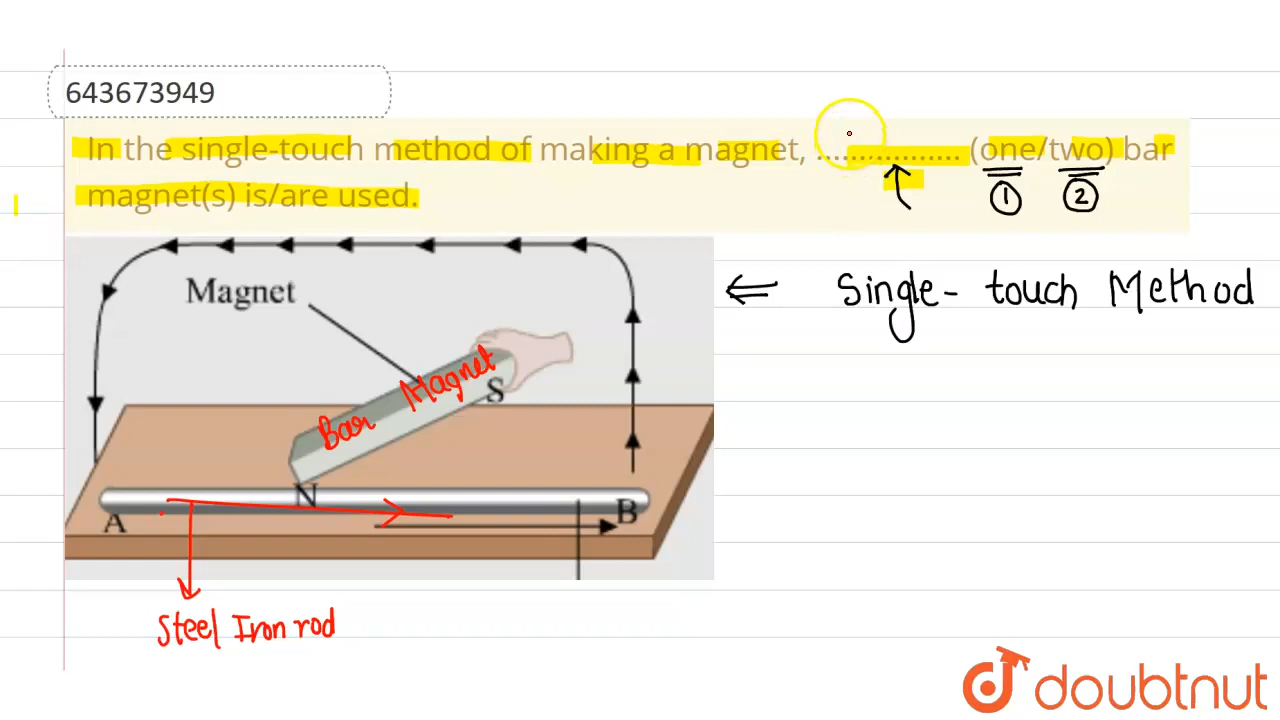 643673949
In the single-touch method of making a magnet, .................. (one/two) bar
magnet(s) is/are used.
1 2
Single-touch Method
Magnet
Bar Magnet
S
N
A
B
Steel Iron rod
doubtnut